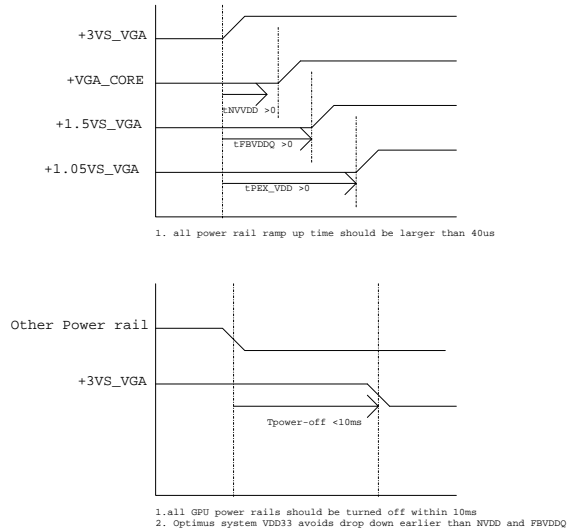 +3VS_VGA
+VGA_CORE
tNVVDD >0
+1.5VS_VGA
tFBVDDQ >0
+1.05VS_VGA
tPEX_VDD >0
1. all power rail ramp up time should be larger than 40us
Other Power rail
+3VS_VGA
Tpower-off <10ms
1.all GPU power rails should be turned off within 10ms
2. Optimus system VDD33 avoids drop down earlier than NVDD and FBVDDQ